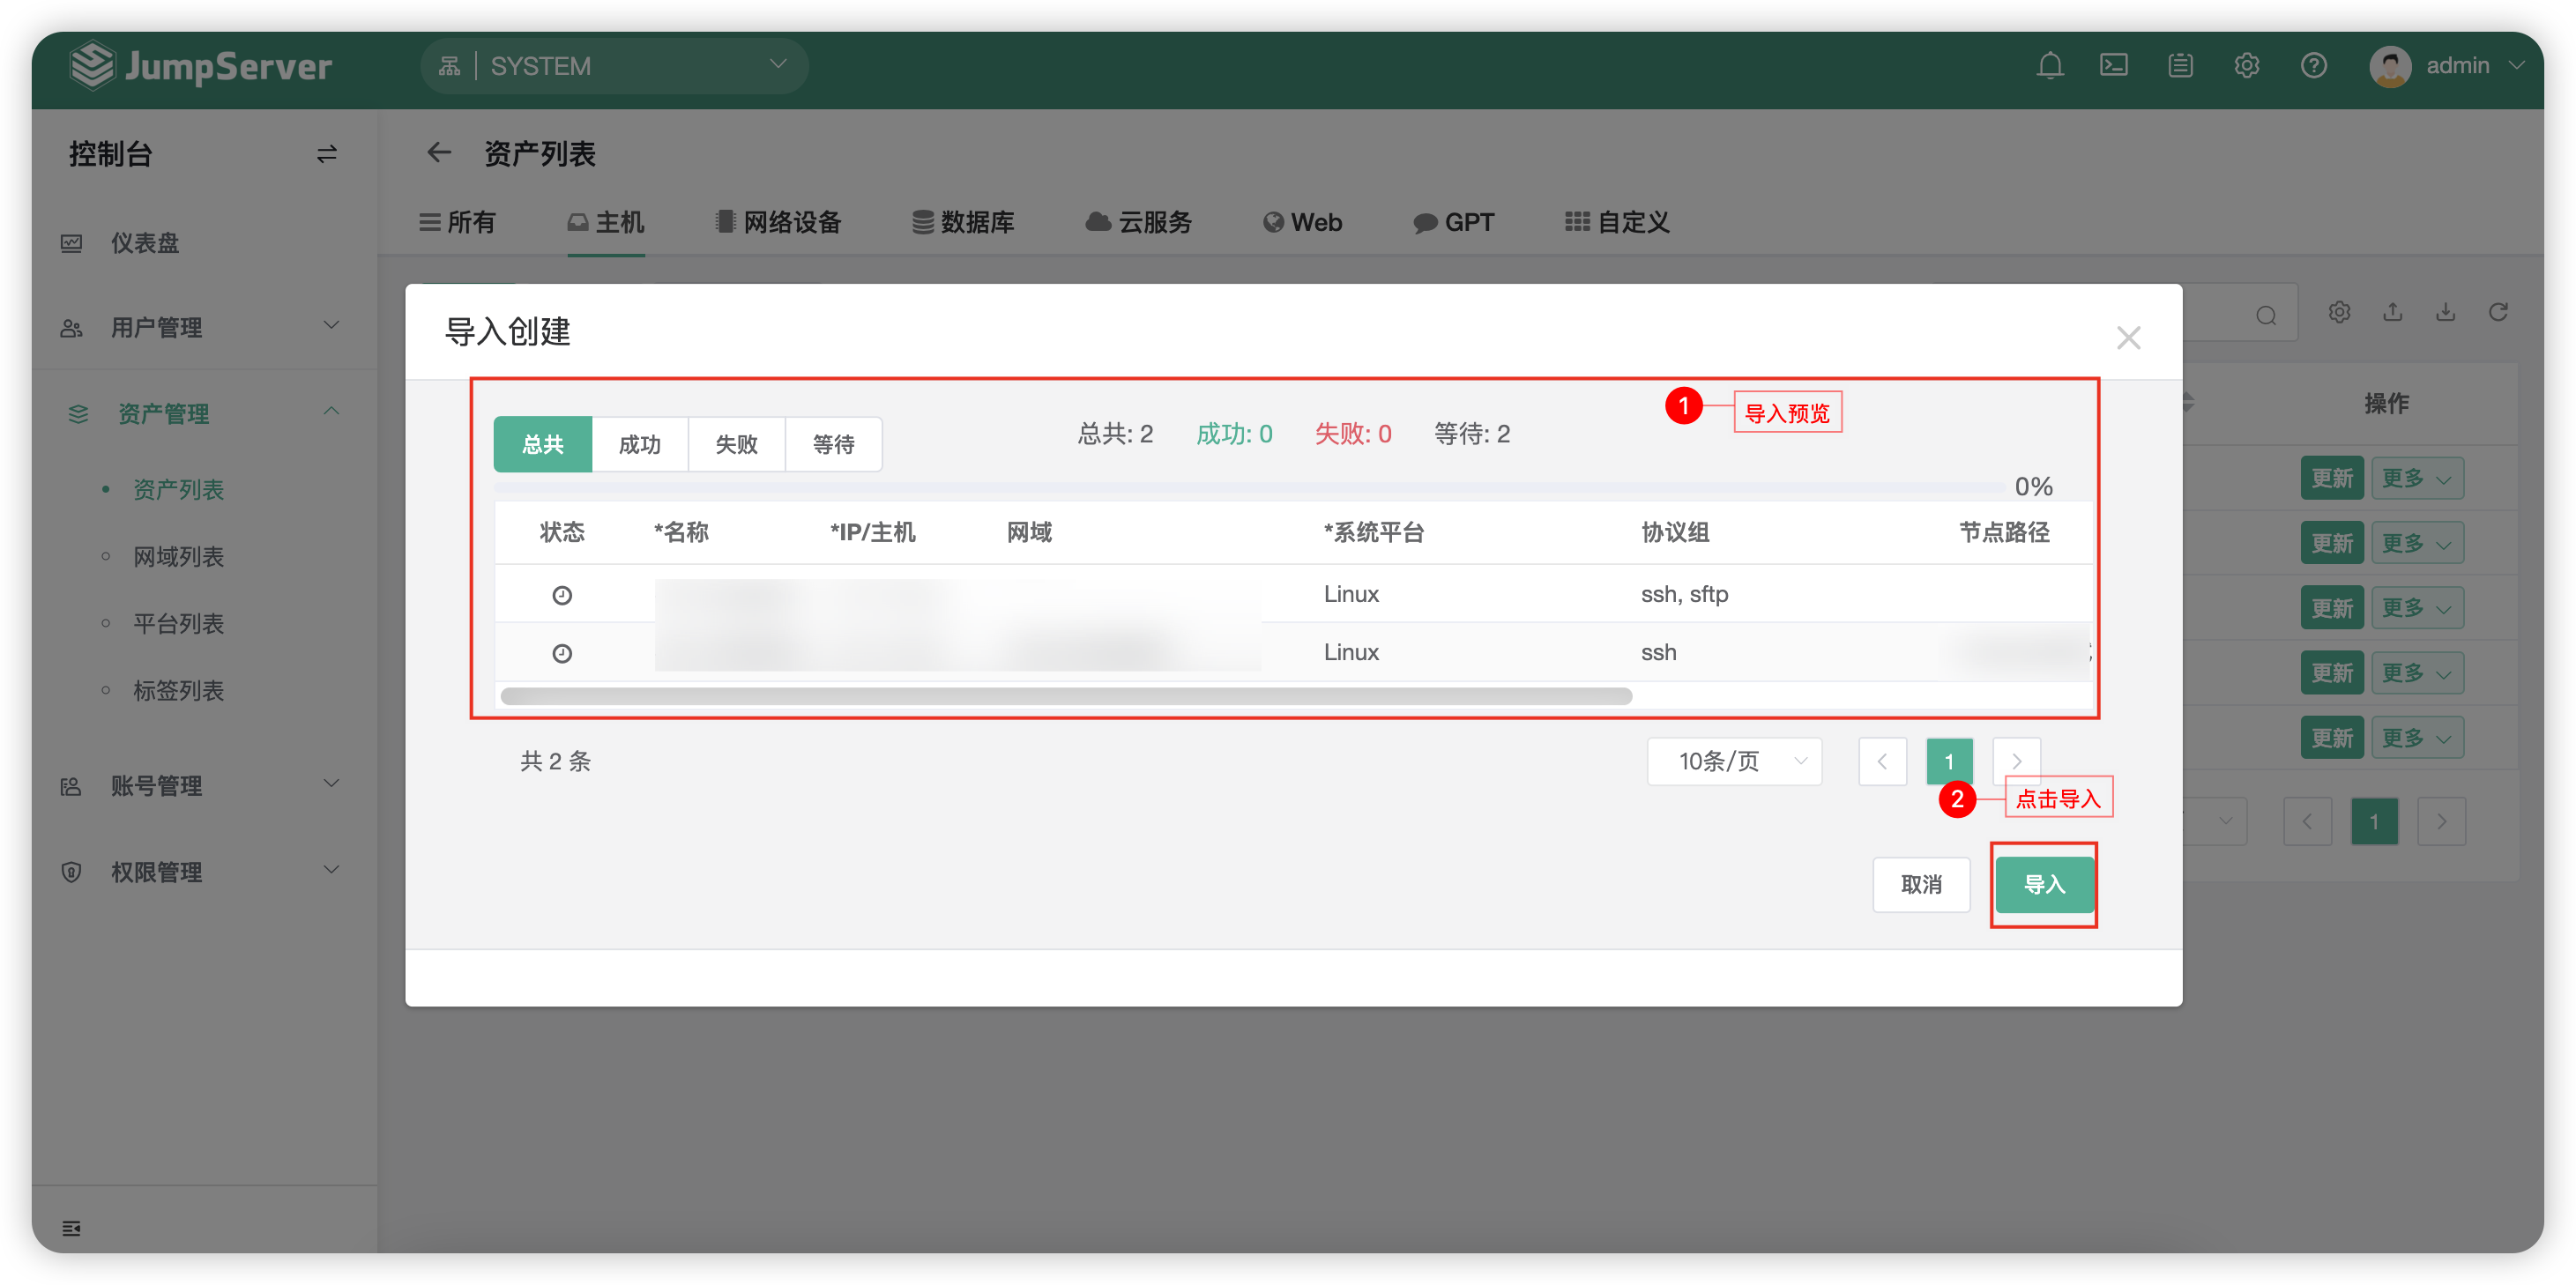 JumpServer
SYSTEM
admin
控制台
资产列表
仪表盘
用户管理
资产管理
资产列表
网域列表
平台列表
标签列表
账号管理
权限管理
所有 主机 网络设备 数据库 云服务 Web GPT 自定义
导入创建
1 导入预览
总共 成功 失败 等待
总共: 2 成功: 0 失败: 0 等待: 2
0%
状态 *名称 *IP/主机 网域 *系统平台 协议组 节点路径
Linux ssh, sftp
Linux ssh
共 2 条
10条/页
1
2 点击导入
取消 导入
操作
更新 更多
更新 更多
更新 更多
更新 更多
更新 更多
1